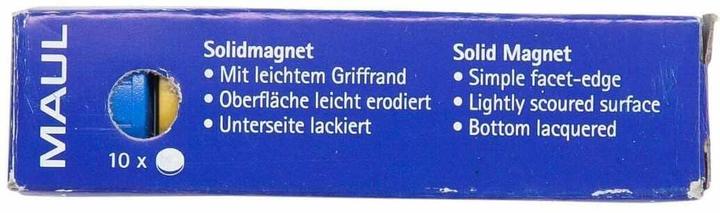 MAUL
10 x
Solidmagnet
• Mit leichtem Griffrand
• Oberfläche leicht erodiert
• Unterseite lackiert
Solid Magnet
• Simple facet-edge
• Lightly scoured surface
• Bottom lacquered